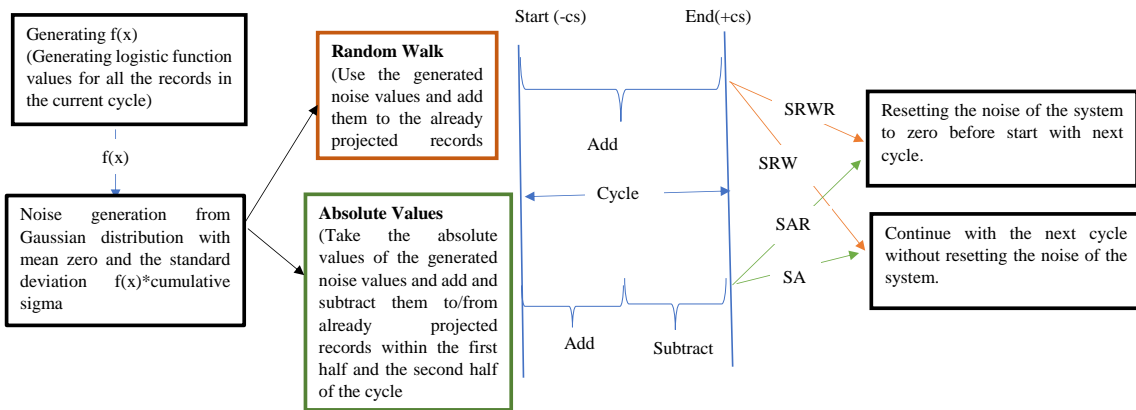 Generating f(x)
(Generating logistic function
values for all the records in
the current cycle)
f(x)
Noise generation from
Gaussian distribution with
mean zero and the standard
deviation f(x)*cumulative
sigma
Random Walk
(Use the generated
noise values and add
them to the already
projected records
Absolute Values
(Take the absolute
values of the generated
noise values and add and
subtract them to/from
already projected
records within the first
half and the second half
of the cycle
Start (-cs)
End(+cs)
Add
Cycle
Add
Subtract
SRWR
SRW
SAR
SA
Resetting the noise of the system
to zero before start with next
cycle.
Continue with the next cycle
without resetting the noise of the
system.